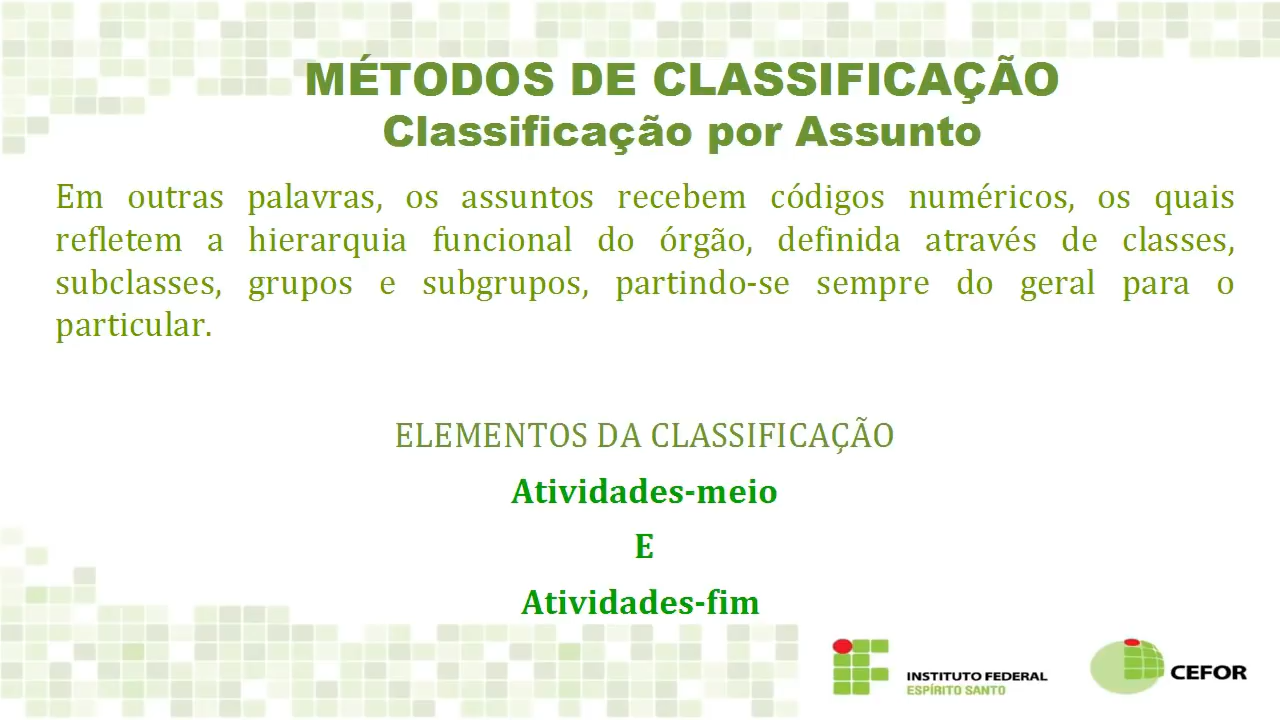 MÉTODOS DE CLASSIFICAÇÃO
Classificação por Assunto
Em outras palavras, os assuntos recebem códigos numéricos, os quais
refletem a hierarquia funcional do órgão, definida através de classes,
subclasses, grupos e subgrupos, partindo-se sempre do geral para o
particular.
ELEMENTOS DA CLASSIFICAÇÃO
Atividades-meio
E
Atividades-fim
INSTITUTO FEDERAL
ESPÍRITO SANTO
CEFOR